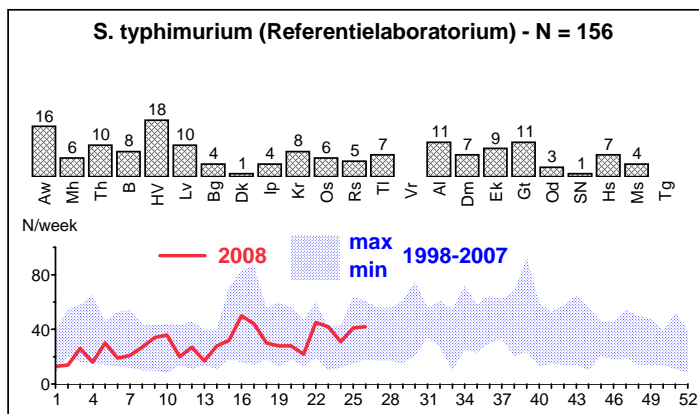 S. typhimurium (Referentielaboratorium) - N = 156
16 6 10 8 18 10 4 1 4 8 6 5 7 11 7 9 11 3 1 7 4
Aw Mh Th B HV Lv Bg Dk Ip Kr Os Rs Tl Vr Al Dm Ek Gt Od SN Hs Ms Tg
N/week
2008 max min 1998-2007
80
40
0
1 4 7 10 13 16 19 22 25 28 31 34 37 40 43 46 49 52